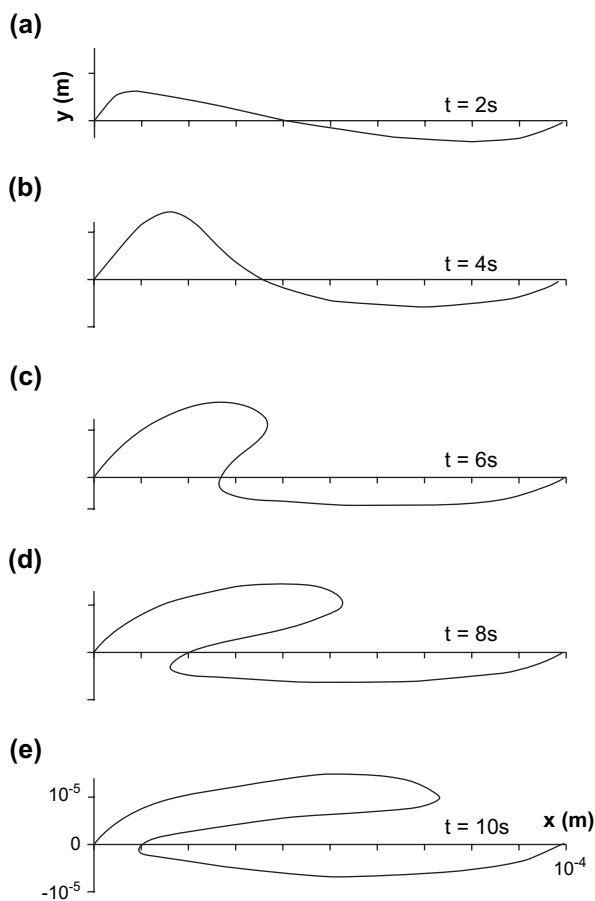 (a)
y (m)
t = 2s
(b)
t = 4s
(c)
t = 6s
(d)
t = 8s
(e)
10⁻⁵
0
-10⁻⁵
t = 10s
x (m)
10⁻⁴